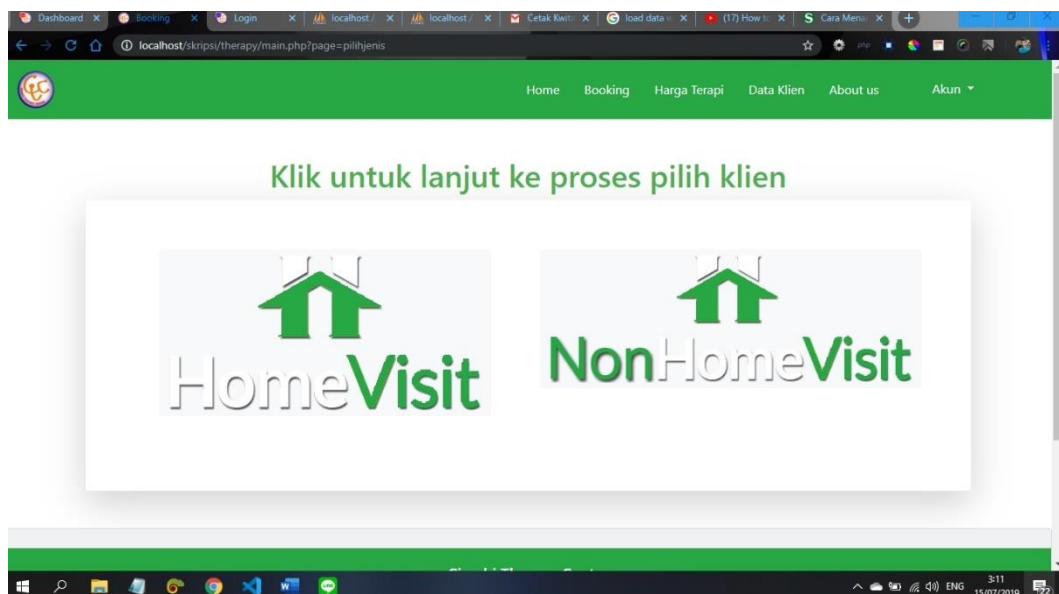 Dashboard
Booking
Login
localhost /
localhost /
Cetak Kwita
load data
(17) How to
Cara Mena
localhost/skripsi/therapy/main.php?page=pilihjenis
Home Booking Harga Terapi Data Klien About us Akun
Klik untuk lanjut ke proses pilih klien
HomeVisit
NonHomeVisit
ENG
3:11
15/07/2019